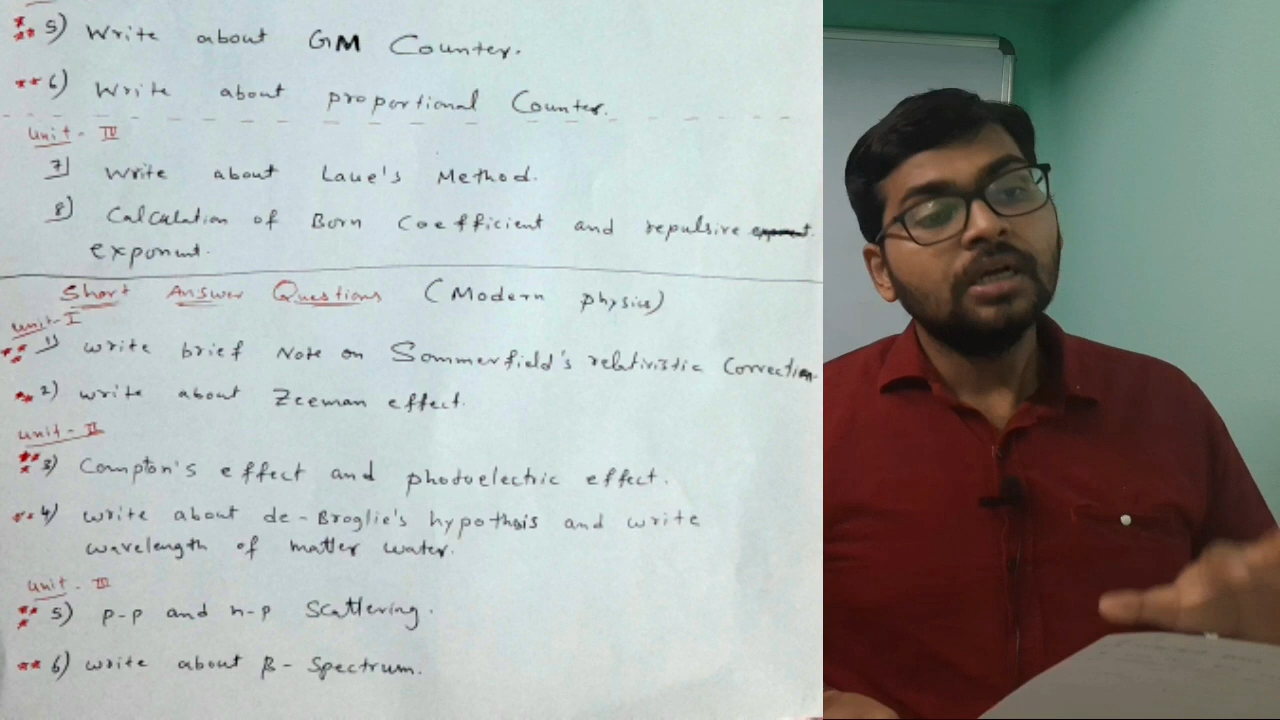 *** 5) Write about GM Counter.
** 6) Write about proportional Counter.
Unit - IV
7) Write about Laue's Method.
8) Calculation of Born Coefficient and repulsive
exponent.
Short Answer Questions (Modern physics)
Unit-I
*** 1) write brief Note on Sommerfield's relativistic Correction.
** 2) write about Zeeman effect.
Unit - II
*** 3) Compton's effect and photoelectric effect.
** 4) write about de-Broglie's hypothsis and write
wavelength of matter water.
Unit - III
*** 5) p-p and n-p Scattering.
** 6) write about β - Spectrum.